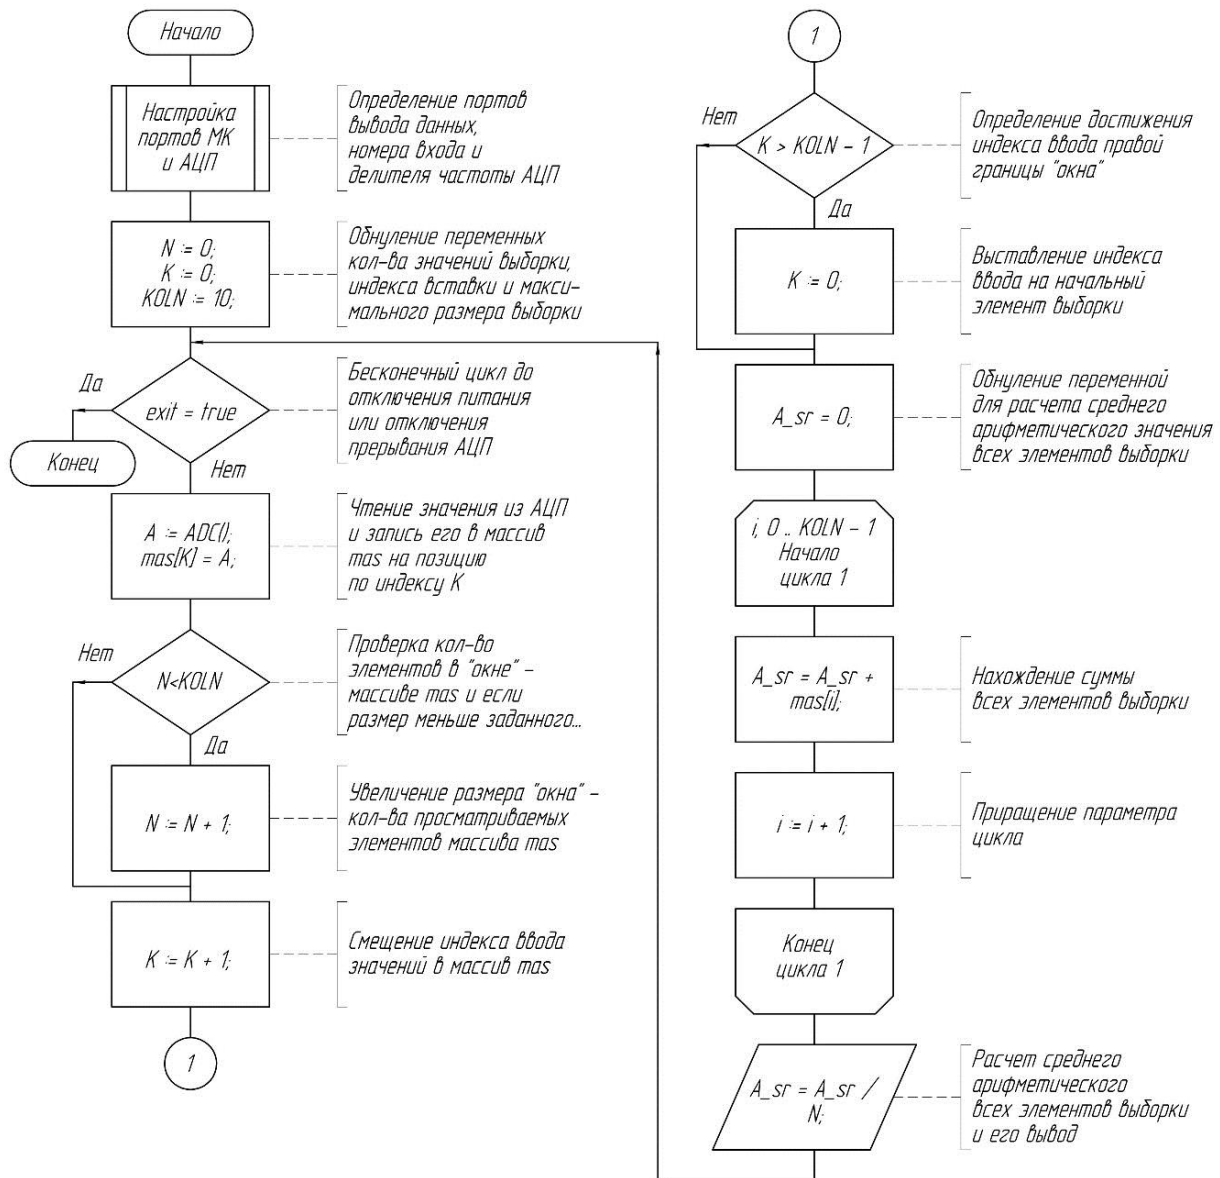 Начало
Настройка
портов МК
и АЦП
Определение портов
вывода данных,
номера входа и
делителя частоты АЦП
N := 0;
K := 0;
KOLN := 10;
Обнуление переменных
кол-ва значений выборки,
индекса вставки и макси-
мального размера выборки
Да
exit = true
Бесконечный цикл до
отключения питания
или отключения
прерывания АЦП
Конец
Нет
A := ADC();
mas[K] = A;
Чтение значения из АЦП
и запись его в массив
mas на позицию
по индексу K
Нет
N<KOLN
Проверка кол-во
элементов в "окне" –
массиве mas и если
размер меньше заданного...
Да
N := N + 1;
Увеличение размера "окна" –
кол-ва просматриваемых
элементов массива mas
K := K + 1;
Смещение индекса ввода
значений в массив mas
1
1
Нет
K > KOLN – 1
Определение достижения
индекса ввода правой
границы "окна"
Да
K := 0;
Выставление индекса
ввода на начальный
элемент выборки
A_sr = 0;
Обнуление переменной
для расчета среднего
арифметического значения
всех элементов выборки
i, 0 .. KOLN – 1
Начало
цикла 1
A_sr = A_sr +
mas[i];
Нахождение суммы
всех элементов выборки
i := i + 1;
Приращение параметра
цикла
Конец
цикла 1
A_sr = A_sr /
N;
Расчет среднего
арифметического
всех элементов выборки
и его вывод